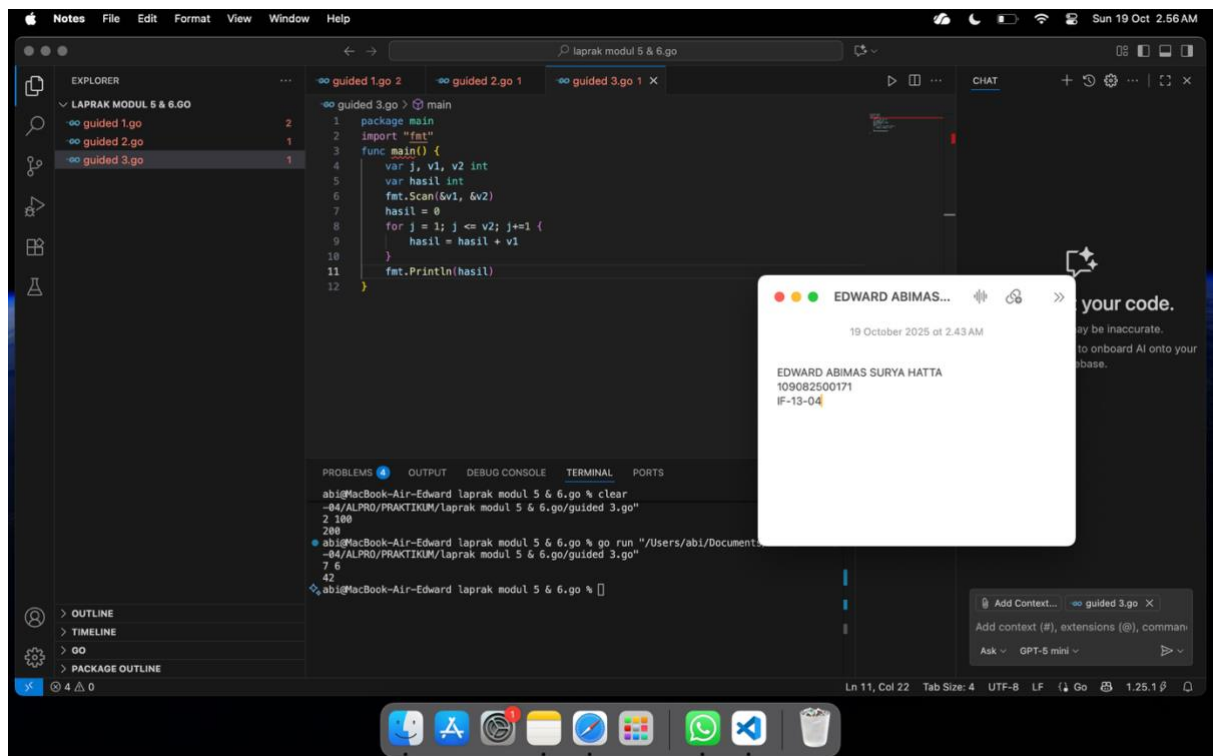 Notes File Edit Format View Window Help
Sun 19 Oct 2.56 AM
laprak modul 5 & 6.go
EXPLORER
guided 1.go 2
guided 2.go 1
guided 3.go 1
CHAT
LAPRAK MODUL 5 & 6.GO
guided 1.go 2
guided 2.go 1
guided 3.go 1
guided 3.go > main
1 package main
2 import "fmt"
3 func main() {
4 var j, v1, v2 int
5 var hasil int
6 fmt.Scan(&v1, &v2)
7 hasil = 0
8 for j = 1; j <= v2; j+=1 {
9 hasil = hasil + v1
10 }
11 fmt.Println(hasil)
12 }
EDWARD ABIMAS...
19 October 2025 at 2.43 AM
EDWARD ABIMAS SURYA HATTA
109082500171
IF-13-04
your code.
may be inaccurate.
to onboard AI onto your
PROBLEMS 4 OUTPUT DEBUG CONSOLE TERMINAL PORTS
abi@MacBook-Air-Edward laprak modul 5 & 6.go % clear
-04/ALPRO/PRAKTIKUM/laprak modul 5 & 6.go/guided 3.go"
2 100
200
abi@MacBook-Air-Edward laprak modul 5 & 6.go % go run "/Users/abi/Document
-04/ALPRO/PRAKTIKUM/laprak modul 5 & 6.go/guided 3.go"
7 6
42
abi@MacBook-Air-Edward laprak modul 5 & 6.go %
OUTLINE
TIMELINE
GO
PACKAGE OUTLINE
Add Context... guided 3.go
Add context (#), extensions (@), comman
Ask GPT-5 mini
4 0
Ln 11, Col 22 Tab Size: 4 UTF-8 LF Go 1.25.1
1